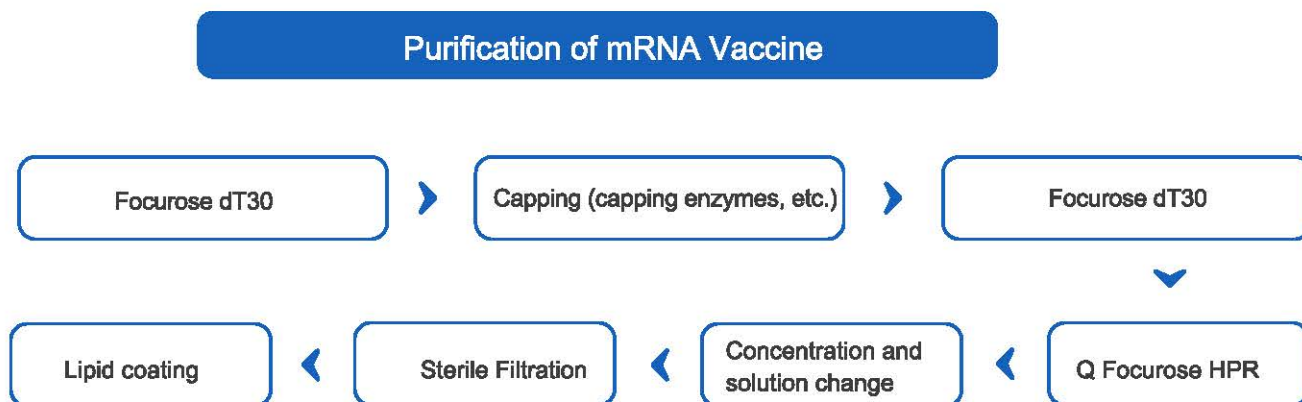 Purification of mRNA Vaccine
Focurose dT30
Capping (capping enzymes, etc.)
Focurose dT30
Q Focurose HPR
Concentration and
solution change
Sterile Filtration
Lipid coating